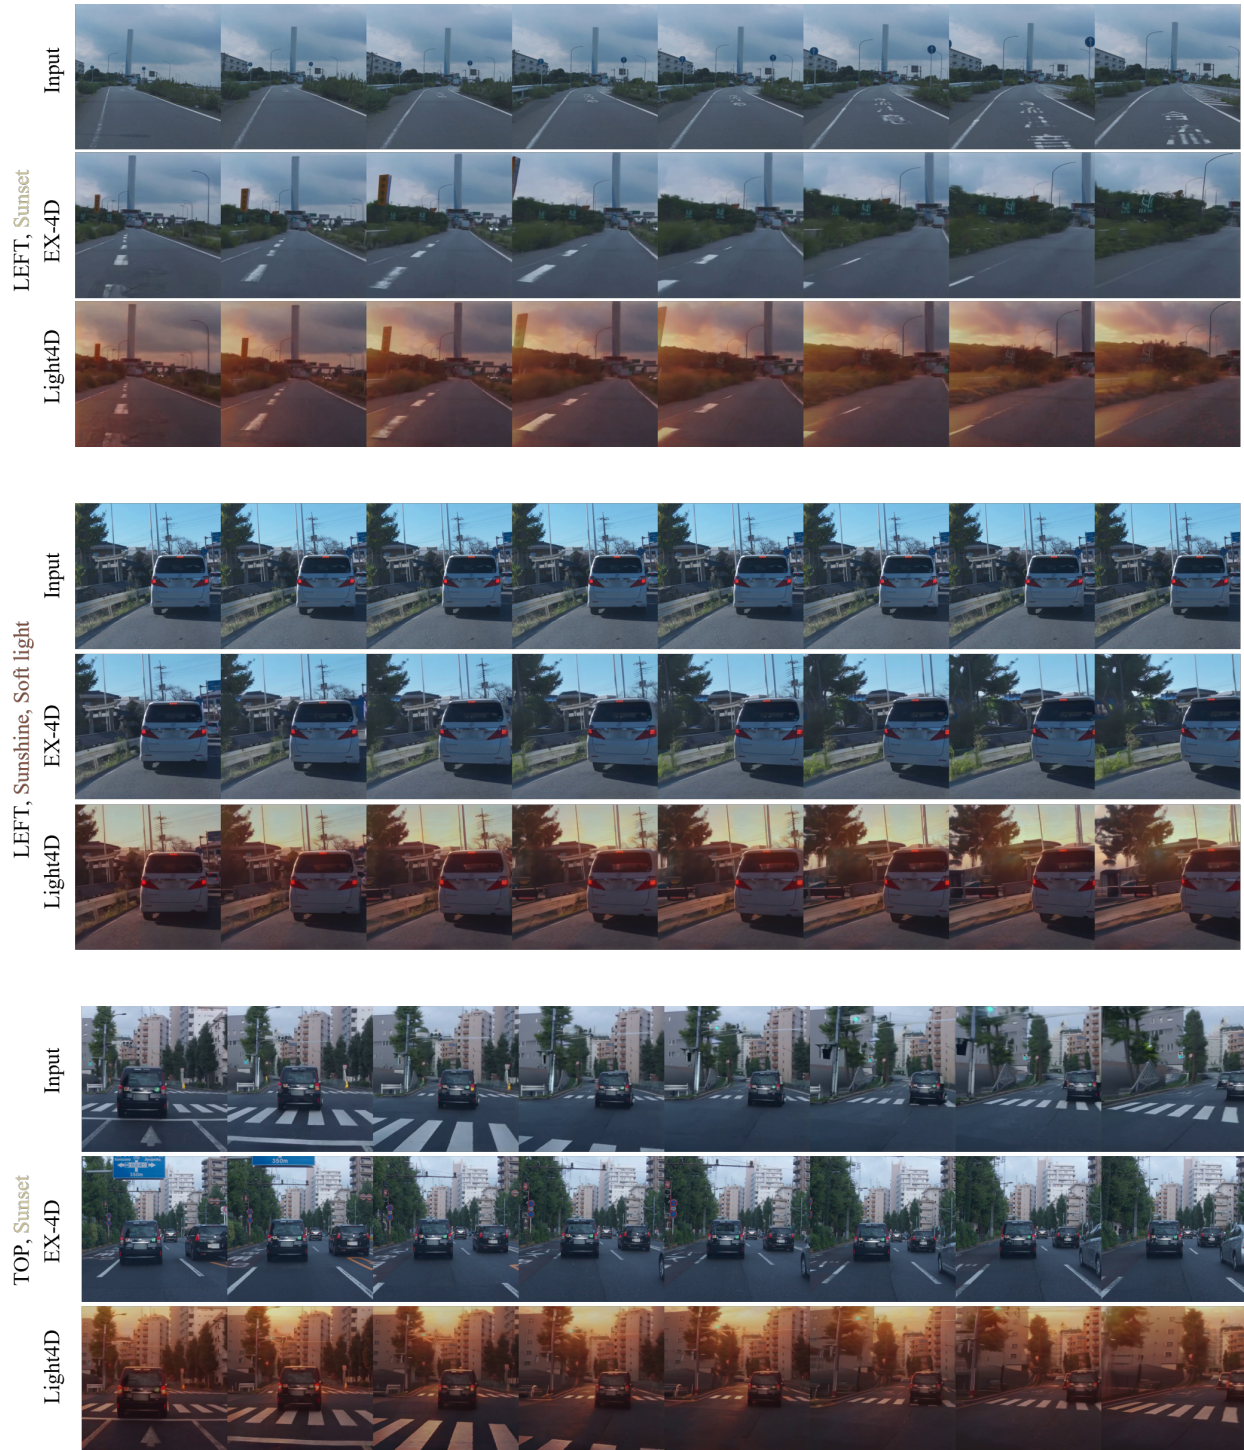 LEFT, Sunset
Input
EX-4D
Light4D
LEFT, Sunshine, Soft light
Input
EX-4D
Light4D
TOP, Sunset
Input
EX-4D
Light4D